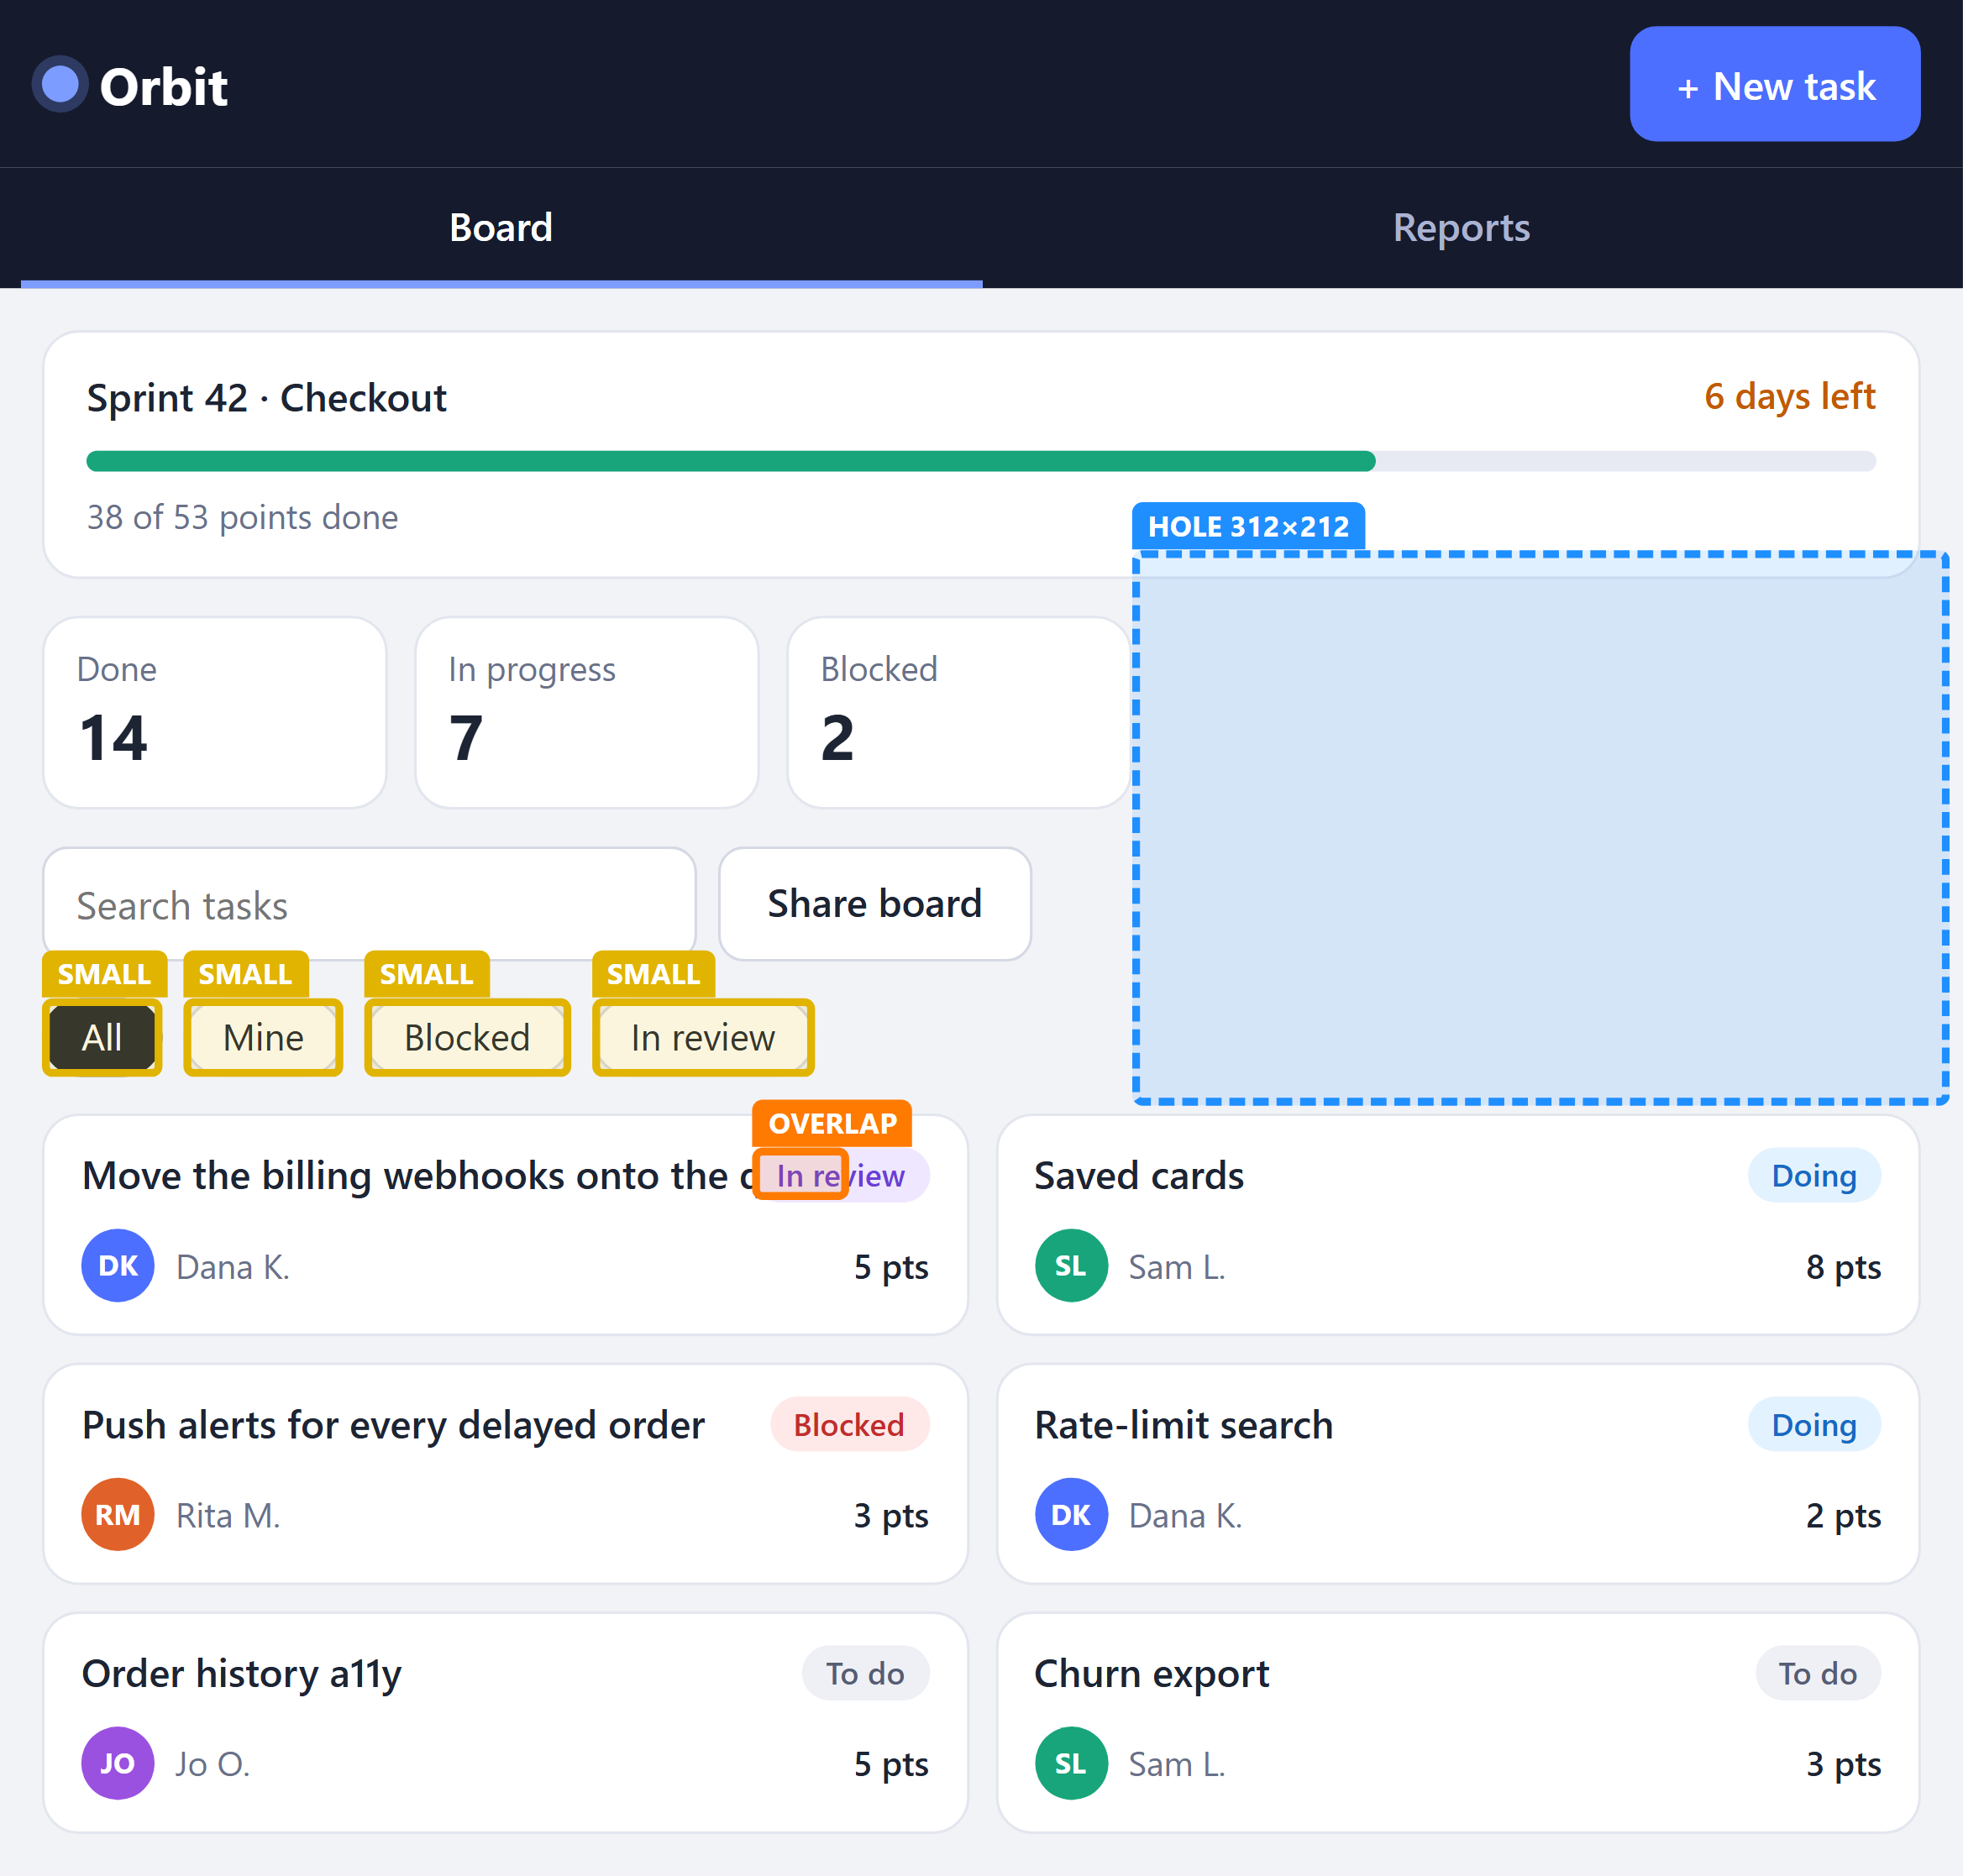 Orbit
+ New task
Board
Reports
Sprint 42 · Checkout
6 days left
38 of 53 points done
HOLE 312×212
Done
14
In progress
7
Blocked
2
Search tasks
Share board
SMALL
SMALL
SMALL
SMALL
All
Mine
Blocked
In review
OVERLAP
Move the billing webhooks onto the
In review
DK
Dana K.
5 pts
Saved cards
Doing
SL
Sam L.
8 pts
Push alerts for every delayed order
Blocked
RM
Rita M.
3 pts
Rate-limit search
Doing
DK
Dana K.
2 pts
Order history a11y
To do
JO
Jo O.
5 pts
Churn export
To do
SL
Sam L.
3 pts